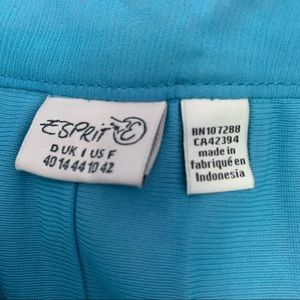 ESPRIT
D UK I US F
40 14 44 10 42
RN107288
CA42394
made in
fabriqué en
Indonesia